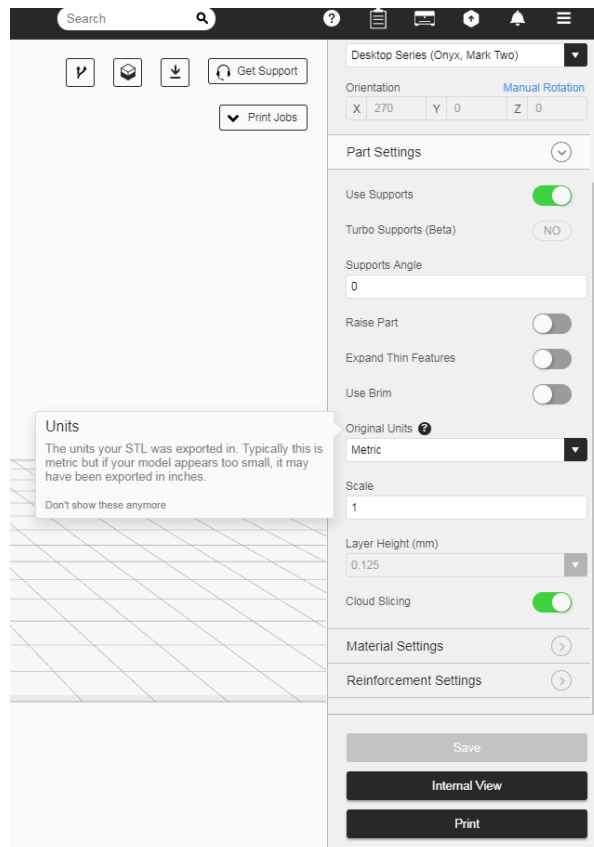 Search
?
Get Support
Print Jobs
Desktop Series (Onyx, Mark Two)
Orientation
Manual Rotation
X 270 Y 0 Z 0
Part Settings
Use Supports
Turbo Supports (Beta)
NO
Supports Angle
0
Raise Part
Expand Thin Features
Use Brim
Original Units ?
Metric
Units
The units your STL was exported in. Typically this is
metric but if your model appears too small, it may
have been exported in inches.
Don't show these anymore
Scale
1
Layer Height (mm)
0.125
Cloud Slicing
Material Settings
Reinforcement Settings
Save
Internal View
Print